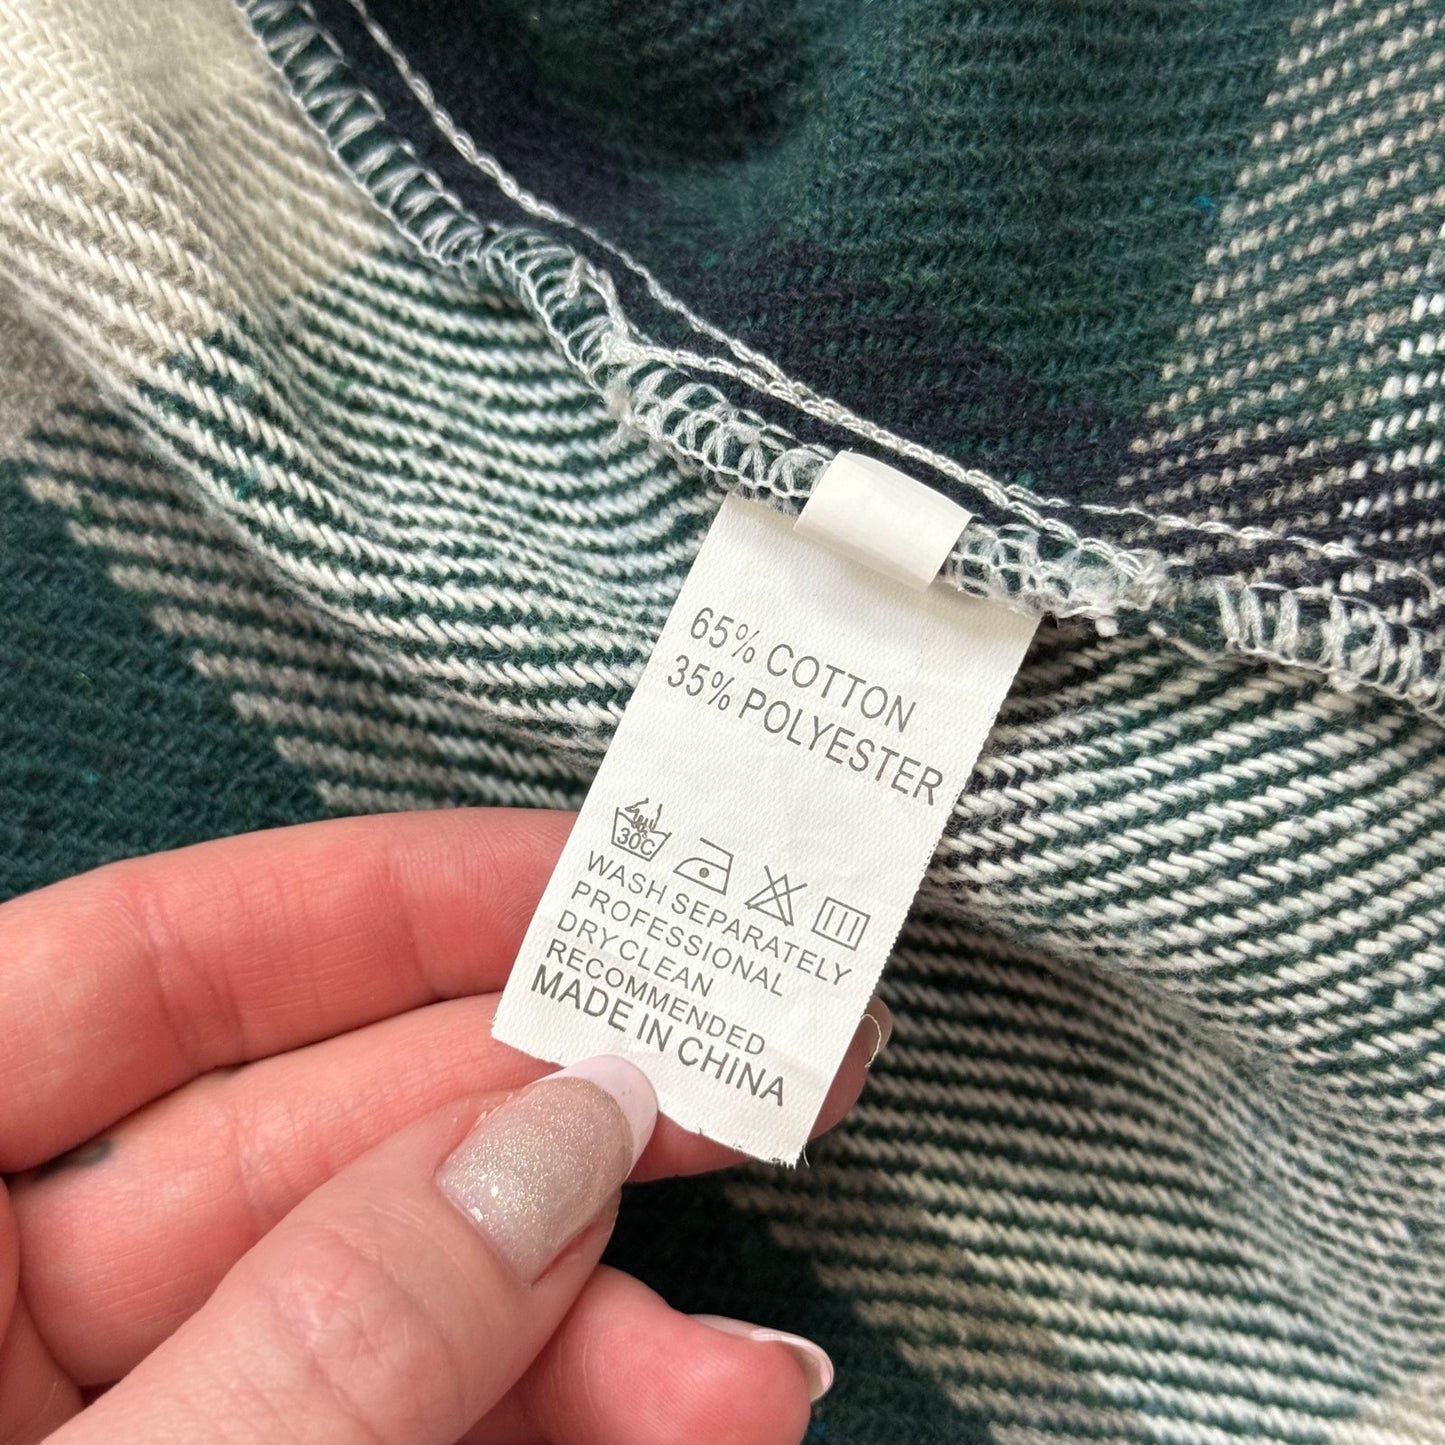 65% COTTON
35% POLYESTER
30C
WASH SEPARATELY
PROFESSIONAL
DRYCLEAN
RECOMMENDED
MADE IN CHINA